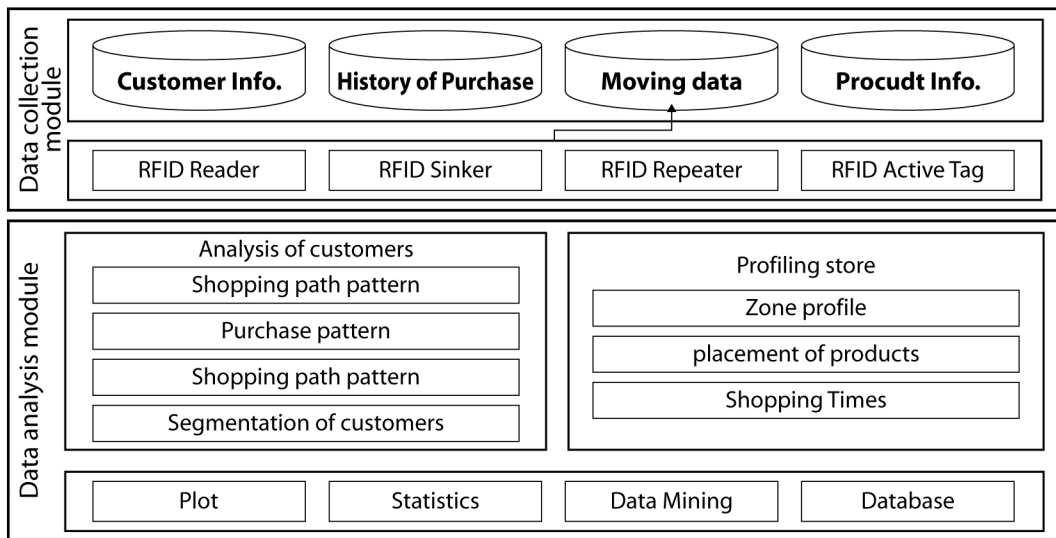 Data collection
module
Customer Info.
History of Purchase
Moving data
Procudt Info.
RFID Reader
RFID Sinker
RFID Repeater
RFID Active Tag
Data analysis module
Analysis of customers
Shopping path pattern
Purchase pattern
Shopping path pattern
Segmentation of customers
Profiling store
Zone profile
placement of products
Shopping Times
Plot
Statistics
Data Mining
Database